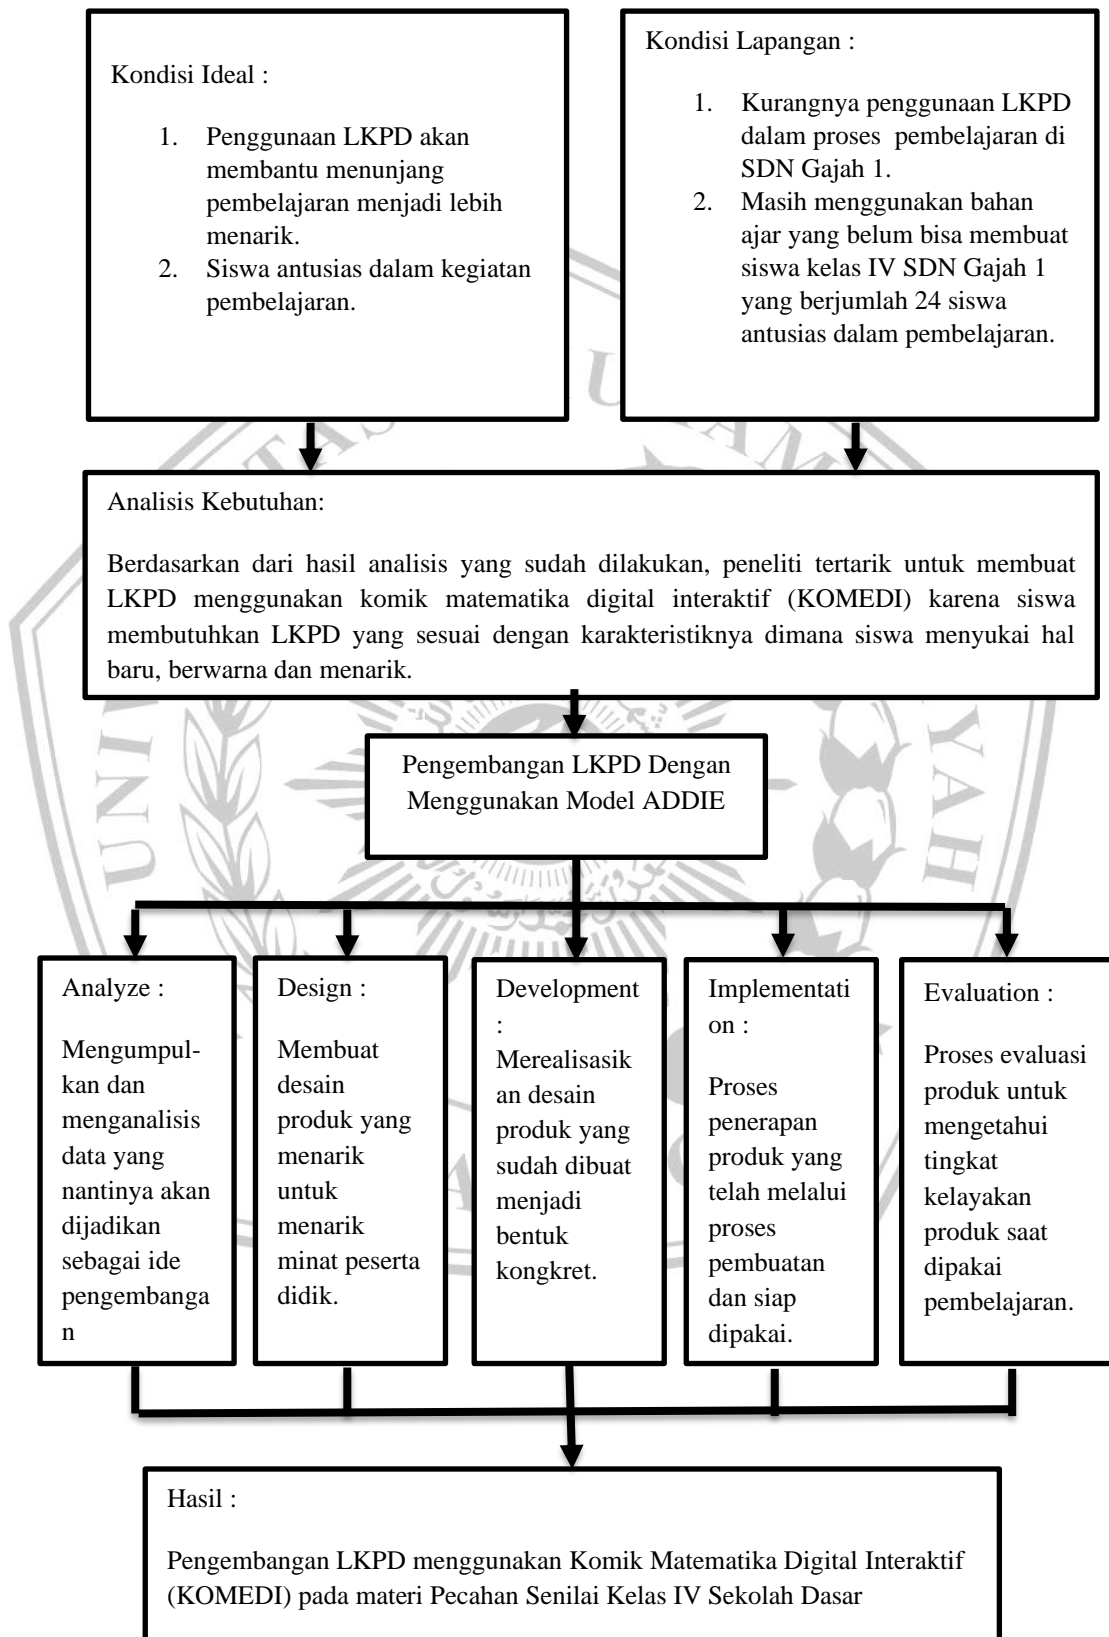 Kondisi Ideal :
1. Penggunaan LKPD akan
membantu menunjang
pembelajaran menjadi lebih
menarik.
2. Siswa antusias dalam kegiatan
pembelajaran.
Kondisi Lapangan :
1. Kurangnya penggunaan LKPD
dalam proses pembelajaran di
SDN Gajah 1.
2. Masih menggunakan bahan
ajar yang belum bisa membuat
siswa kelas IV SDN Gajah 1
yang berjumlah 24 siswa
antusias dalam pembelajaran.
Analisis Kebutuhan:
Berdasarkan dari hasil analisis yang sudah dilakukan, peneliti tertarik untuk membuat
LKPD menggunakan komik matematika digital interaktif (KOMEDI) karena siswa
membutuhkan LKPD yang sesuai dengan karakteristiknya dimana siswa menyukai hal
baru, berwarna dan menarik.
Pengembangan LKPD Dengan
Menggunakan Model ADDIE
Analyze :
Mengumpul-
kan dan
menganalisis
data yang
nantinya akan
dijadikan
sebagai ide
pengembanga
n
Design :
Membuat
desain
produk yang
menarik
untuk
menarik
minat peserta
didik.
Development
:
Merealisasik
an desain
produk yang
sudah dibuat
menjadi
bentuk
kongkret.
Implementati
on :
Proses
penerapan
produk yang
telah melalui
proses
pembuatan
dan siap
dipakai.
Evaluation :
Proses evaluasi
produk untuk
mengetahui
tingkat
kelayakan
produk saat
dipakai
pembelajaran.
Hasil :
Pengembangan LKPD menggunakan Komik Matematika Digital Interaktif
(KOMEDI) pada materi Pecahan Senilai Kelas IV Sekolah Dasar